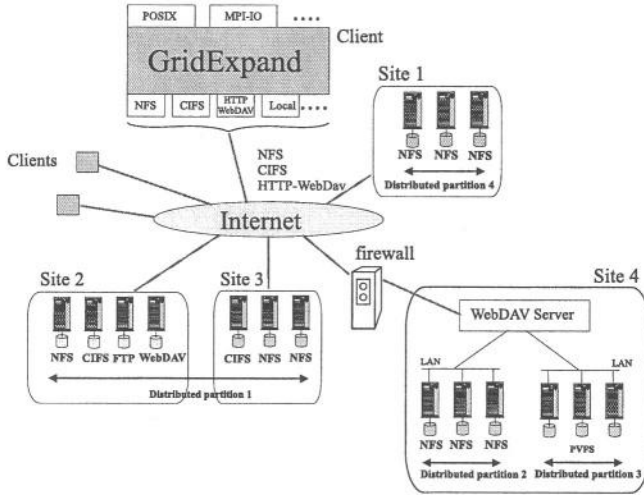 POSIX MPI-IO ....
Client
GridExpand
NFS CIFS HTTP WebDAV Local ....
Site 1
NFS NFS NFS
Distributed partition 4
NFS
CIFS
HTTP-WebDav
Clients
Internet
firewall
Site 2
NFS CIFS FTP WebDAV
Site 3
CIFS NFS NFS
Distributed partition 1
Site 4
WebDAV Server
LAN
LAN
NFS NFS NFS
PVFS
Distributed partition 2
Distributed partition 3